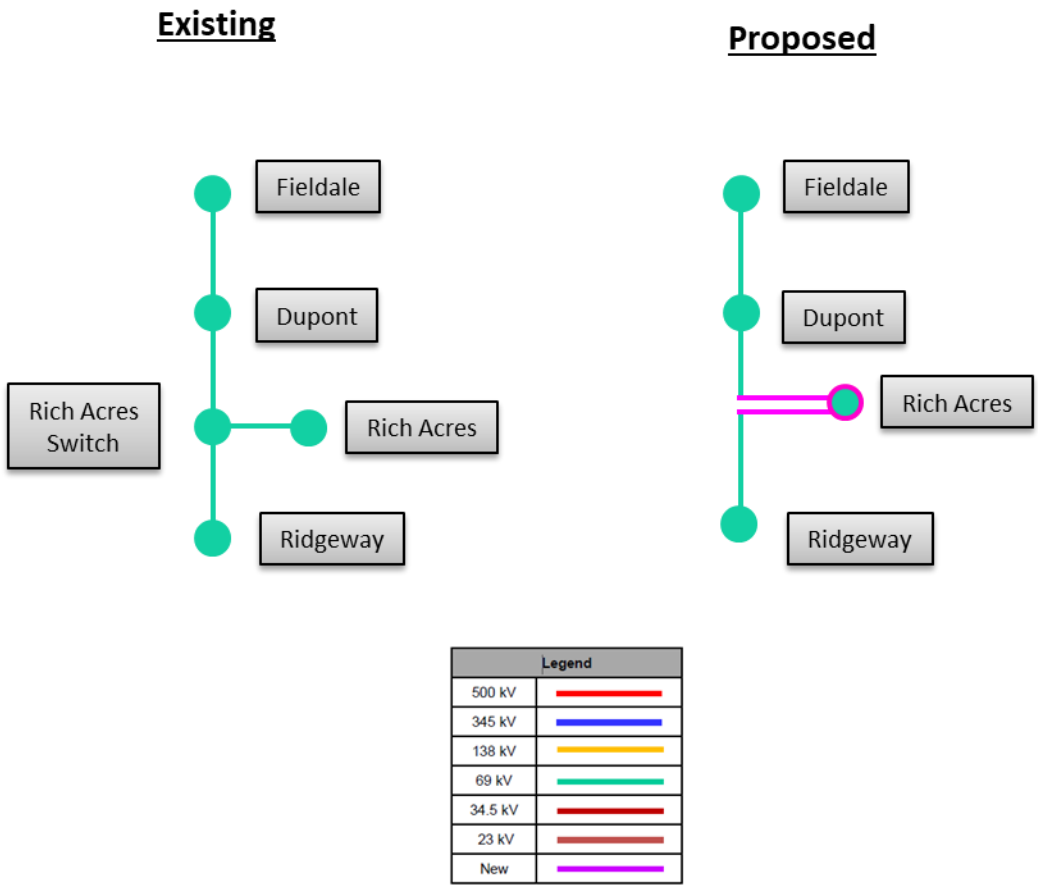 Existing
Proposed
Fieldale
Dupont
Rich Acres
Switch
Rich Acres
Ridgeway
Fieldale
Dupont
Rich Acres
Ridgeway
Legend
500 kV
345 kV
138 kV
69 kV
34.5 kV
23 kV
New